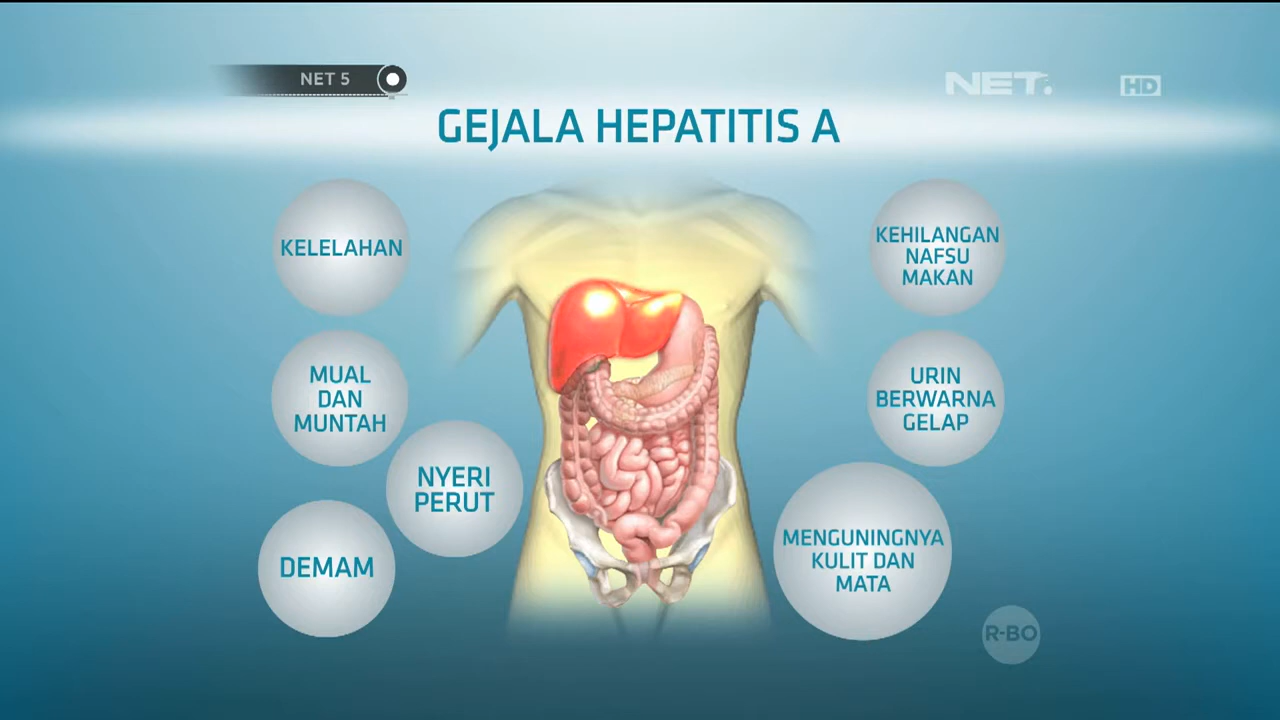 NET 5
NET.
HD
GEJALA HEPATITIS A
KELELAHAN
MUAL
DAN
MUNTAH
NYERI
PERUT
DEMAM
KEHILANGAN
NAFSU
MAKAN
URIN
BERWARNA
GELAP
MENGUNINGNYA
KULIT DAN
MATA
R-BO